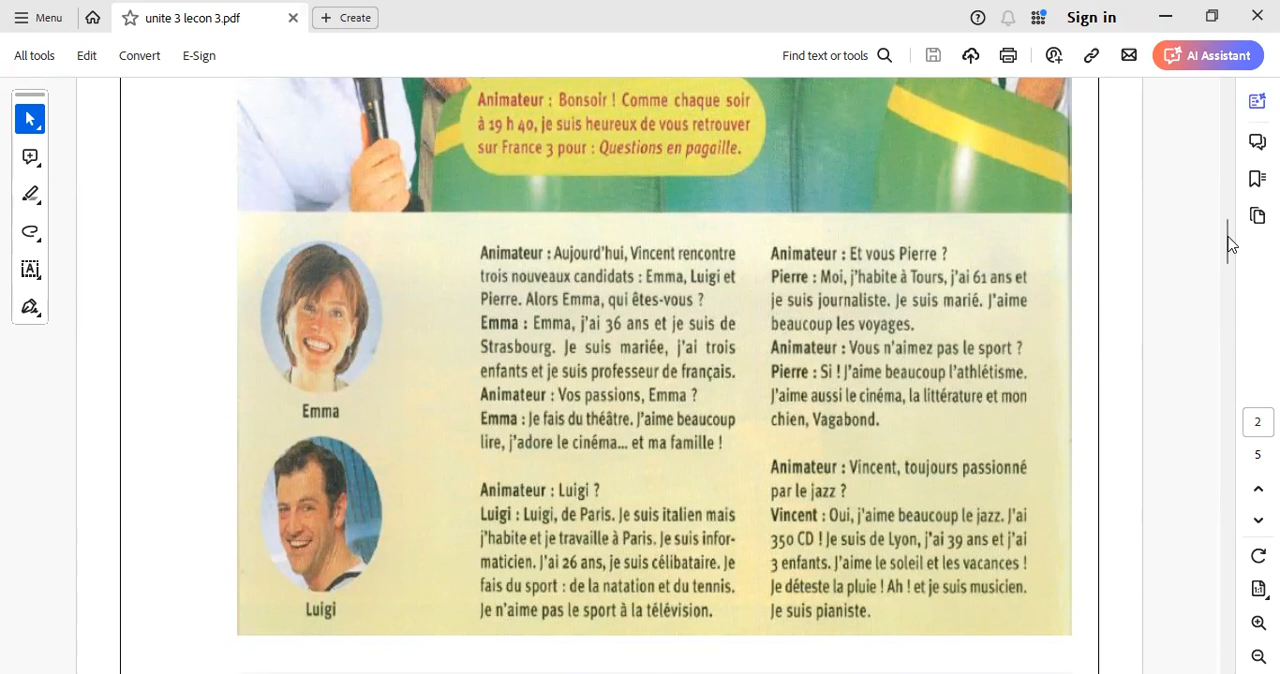 Menu
unite 3 lecon 3.pdf
Create
Sign in
All tools
Edit
Convert
E-Sign
Find text or tools
AI Assistant
Animateur : Bonsoir ! Comme chaque soir
à 19 h 40, je suis heureux de vous retrouver
sur France 3 pour : Questions en pagaille.
Emma
Luigi
Animateur : Aujourd'hui, Vincent rencontre
trois nouveaux candidats : Emma, Luigi et
Pierre. Alors Emma, qui êtes-vous ?
Emma : Emma, j'ai 36 ans et je suis de
Strasbourg. Je suis mariée, j'ai trois
enfants et je suis professeur de français.
Animateur : Vos passions, Emma ?
Emma : Je fais du théâtre. J'aime beaucoup
lire, j'adore le cinéma... et ma famille !
Animateur : Luigi ?
Luigi : Luigi, de Paris. Je suis italien mais
j'habite et je travaille à Paris. Je suis infor-
maticien. J'ai 26 ans, je suis célibataire. Je
fais du sport : de la natation et du tennis.
Je n'aime pas le sport à la télévision.
Animateur : Et vous Pierre ?
Pierre : Moi, j'habite à Tours, j'ai 61 ans et
je suis journaliste. Je suis marié. J'aime
beaucoup les voyages.
Animateur : Vous n'aimez pas le sport ?
Pierre : Si ! J'aime beaucoup l'athlétisme.
J'aime aussi le cinéma, la littérature et mon
chien, Vagabond.
Animateur : Vincent, toujours passionné
par le jazz ?
Vincent : Oui, j'aime beaucoup le jazz. J'ai
350 CD ! Je suis de Lyon, j'ai 39 ans et j'ai
3 enfants. J'aime le soleil et les vacances !
Je déteste la pluie ! Ah ! et je suis musicien.
Je suis pianiste.
2
5